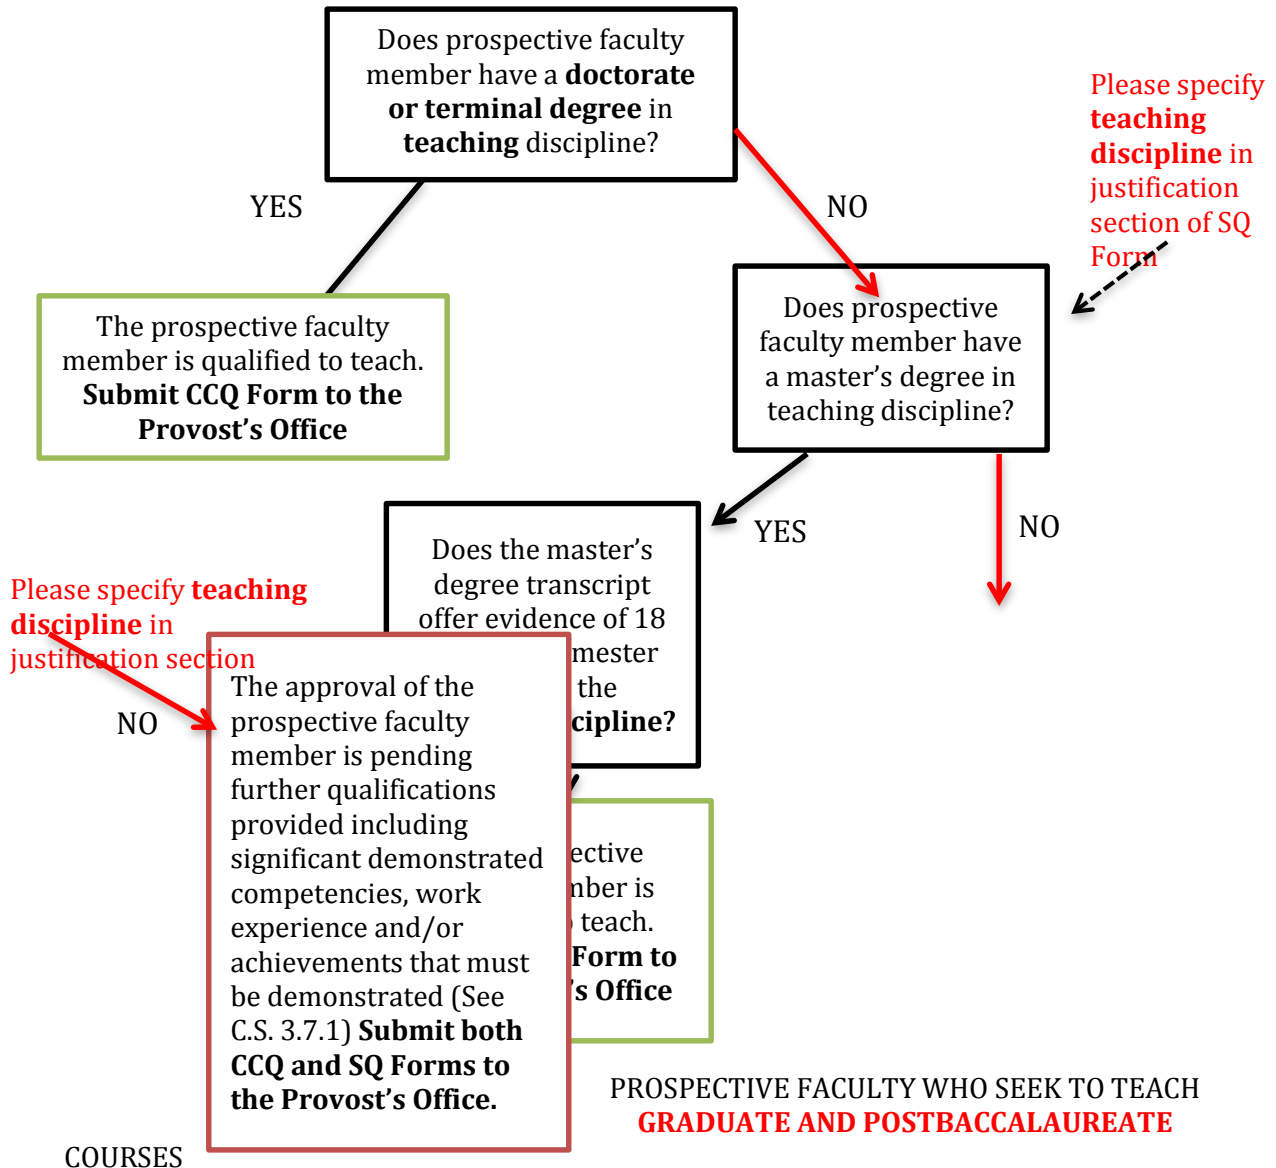 Does prospective faculty
member have a doctorate
or terminal degree in
teaching discipline?
Please specify
teaching
discipline in
justification
section of SQ
Form
YES
NO
The prospective faculty
member is qualified to teach.
Submit CCQ Form to the
Provost's Office
Does prospective
faculty member have
a master's degree in
teaching discipline?
YES
NO
Does the master's
degree transcript
offer evidence of 18
mester
the
cipline?
Please specify teaching
discipline in
justification section
NO
The approval of the
prospective faculty
member is pending
further qualifications
provided including
significant demonstrated
competencies, work
experience and/or
achievements that must
be demonstrated (See
C.S. 3.7.1) Submit both
CCQ and SQ Forms to
the Provost's Office.
ective
mber is
teach.
Form to
's Office
PROSPECTIVE FACULTY WHO SEEK TO TEACH
GRADUATE AND POSTBACCALAUREATE
COURSES